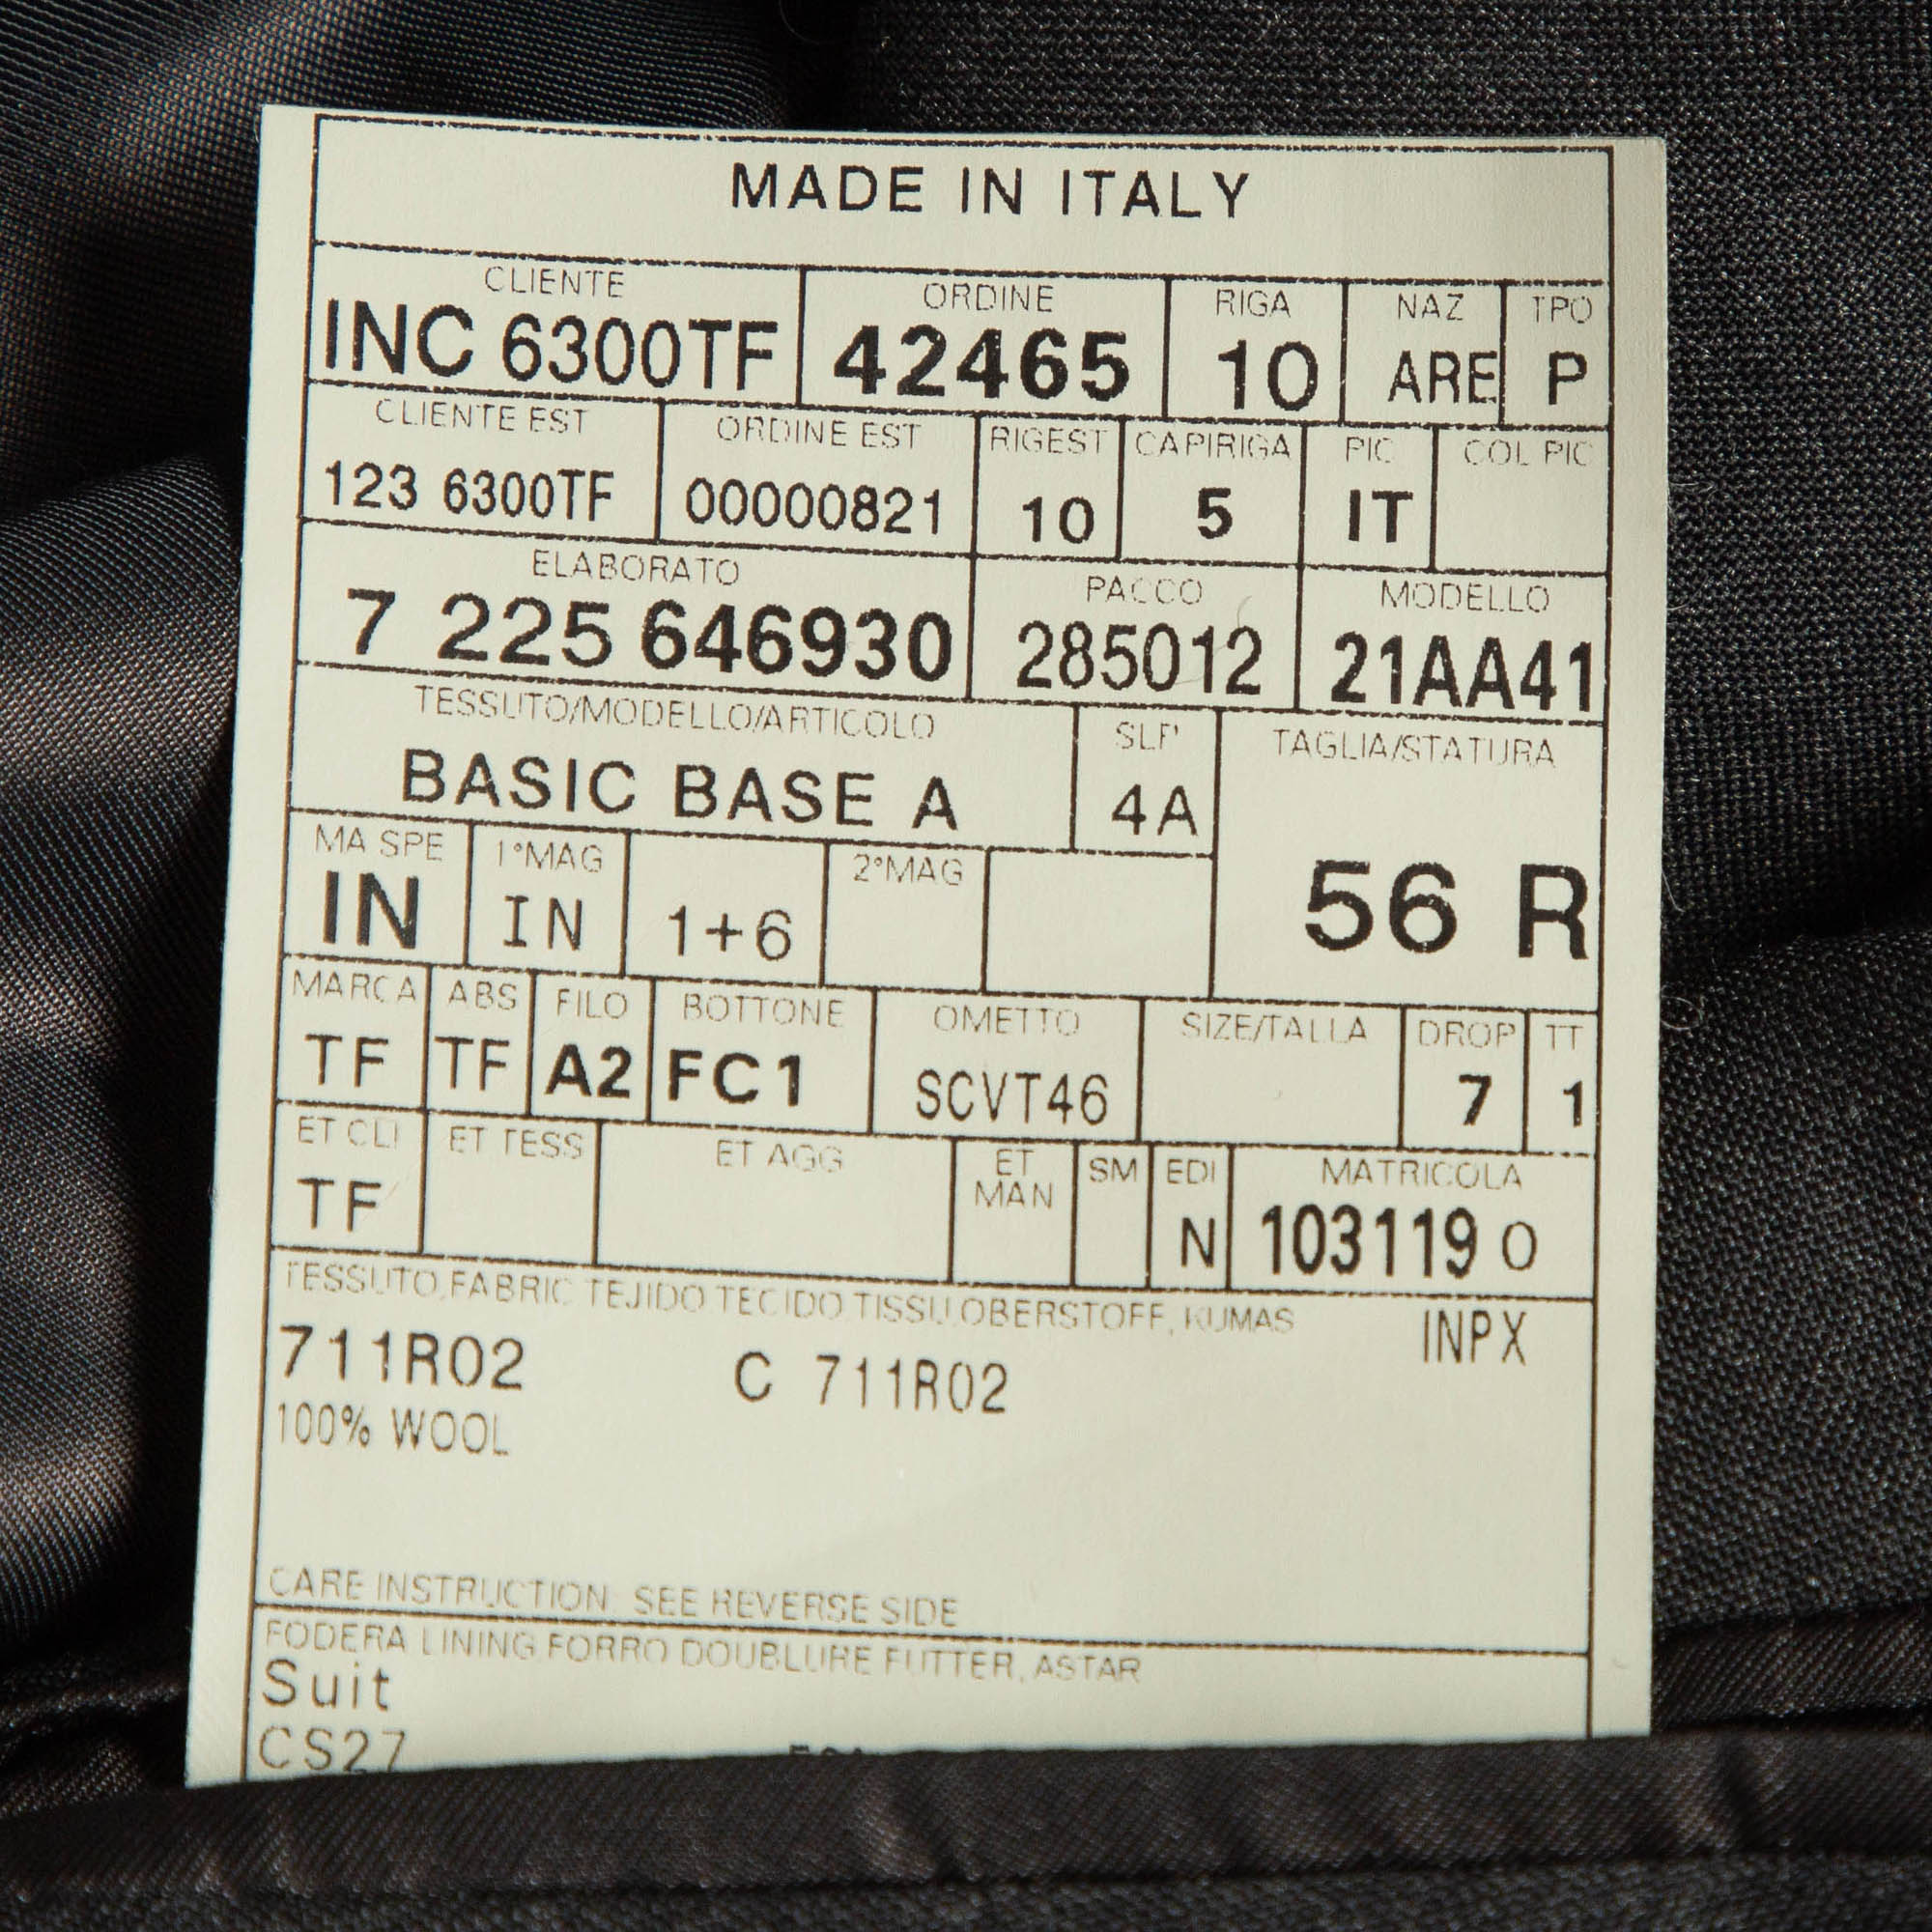 MADE IN ITALY
CLIENTE ORDINE RIGA NAZ TPO
INC 6300TF 42465 10 ARE P
CLIENTE EST ORDINE EST RIGEST CAPIRIGA PIC COL PIC
123 6300TF 00000821 10 5 IT
ELABORATO PACCO MODELLO
7 225 646930 285012 21AA41
TESSUTO/MODELLO/ARTICOLO SLP TAGLIA/STATURA
BASIC BASE A 4A 56 R
MA SPE 1°MAG 2°MAG
IN IN 1+6
MARCA ABS FILO BOTTONE OMETTO SIZE/TALLA DROP TT
TF TF A2 FC1 SCVT46 7 1
ET CLI ET TESS ET AGG ET MAN SM EDI MATRICOLA
TF N 103119 0
TESSUTO, FABRIC TEJIDO TECIDO TISSU, OBERSTOFF, KUMAS INPX
711R02 C 711R02
100% WOOL
CARE INSTRUCTION: SEE REVERSE SIDE
FODERA LINING FORRO DOUBLURE FUTTER, ASTAR
Suit
CS27